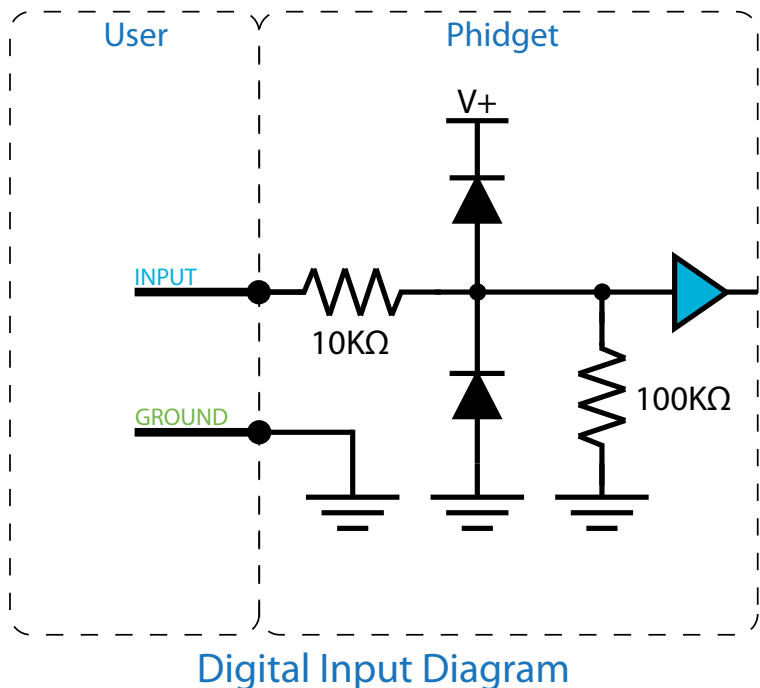 User
Phidget
V+
INPUT
10KΩ
GROUND
100KΩ
Digital Input Diagram